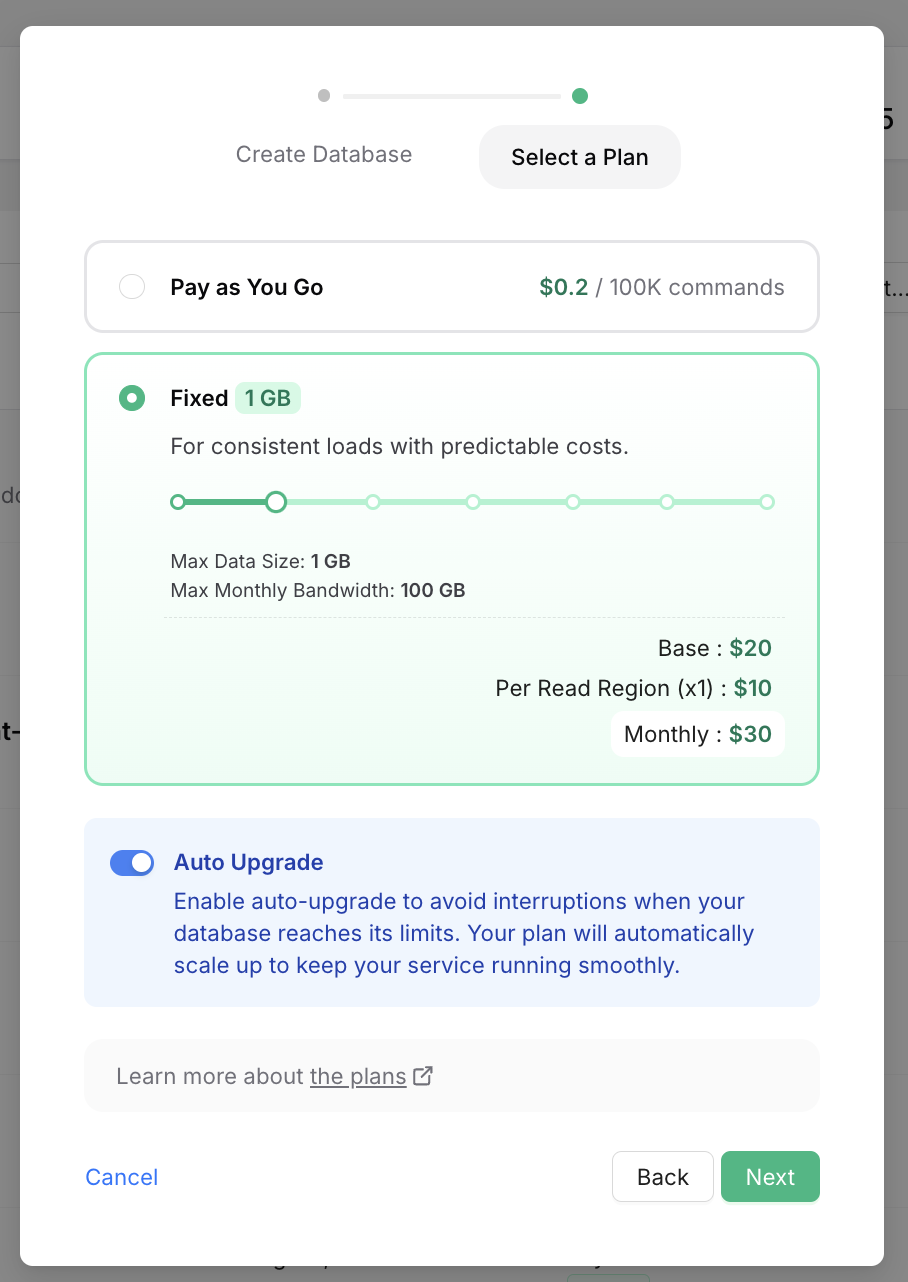 Create Database
Select a Plan
Pay as You Go
$0.2 / 100K commands
Fixed 1 GB
For consistent loads with predictable costs.
Max Data Size: 1 GB
Max Monthly Bandwidth: 100 GB
Base : $20
Per Read Region (x1) : $10
Monthly : $30
Auto Upgrade
Enable auto-upgrade to avoid interruptions when your
database reaches its limits. Your plan will automatically
scale up to keep your service running smoothly.
Learn more about the plans
Cancel
Back
Next